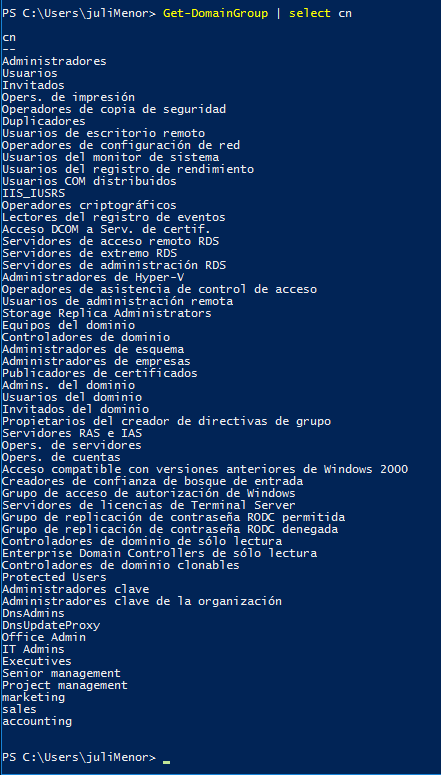 PS C:\Users\juliMenor> Get-DomainGroup | select cn
cn
--
Administradores
Usuarios
Invitados
Opers. de impresión
Operadores de copia de seguridad
Duplicadores
Usuarios de escritorio remoto
Operadores de configuración de red
Usuarios del monitor de sistema
Usuarios del registro de rendimiento
Usuarios COM distribuidos
IIS_IUSRS
Operadores criptográficos
Lectores del registro de eventos
Acceso DCOM a Serv. de certif.
Servidores de acceso remoto RDS
Servidores de extremo RDS
Servidores de administración RDS
Administradores de Hyper-V
Operadores de asistencia de control de acceso
Usuarios de administración remota
Storage Replica Administrators
Equipos del dominio
Controladores de dominio
Administradores de esquema
Administradores de empresas
Publicadores de certificados
Admins. del dominio
Usuarios del dominio
Invitados del dominio
Propietarios del creador de directivas de grupo
Servidores RAS e IAS
Opers. de servidores
Opers. de cuentas
Acceso compatible con versiones anteriores de Windows 2000
Creadores de confianza de bosque de entrada
Grupo de acceso de autorización de Windows
Servidores de licencias de Terminal Server
Grupo de replicación de contraseña RODC permitida
Grupo de replicación de contraseña RODC denegada
Controladores de dominio de sólo lectura
Enterprise Domain Controllers de sólo lectura
Controladores de dominio clonables
Protected Users
Administradores clave
Administradores clave de la organización
DnsAdmins
DnsUpdateProxy
Office Admin
IT Admins
Executives
Senior management
Project management
marketing
sales
accounting
PS C:\Users\juliMenor> _